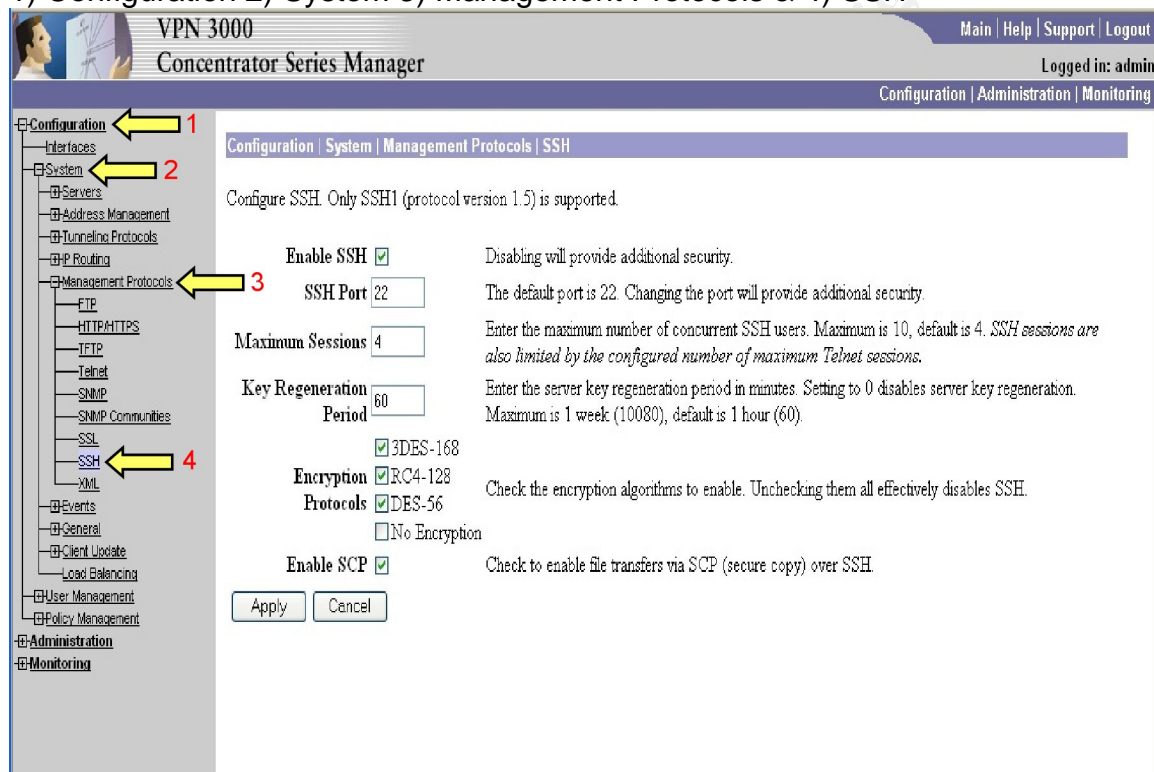 1) Configuration 2) System 3) Management Protocols & 4) SSH
VPN 3000
Concentrator Series Manager
Main | Help | Support | Logout
Logged in: admin
Configuration | Administration | Monitoring
Configuration 1
Interfaces
System 2
Servers
Address Management
Tunneling Protocols
IP Routing
Management Protocols 3
FTP
HTTP/HTTPS
TFTP
Telnet
SNMP
SNMP Communities
SSL
SSH 4
XML
Events
General
Client Update
Load Balancing
User Management
Policy Management
Administration
Monitoring
Configuration | System | Management Protocols | SSH
Configure SSH. Only SSH1 (protocol version 1.5) is supported.
Enable SSH Disabling will provide additional security.
SSH Port 22 The default port is 22. Changing the port will provide additional security.
Maximum Sessions 4 Enter the maximum number of concurrent SSH users. Maximum is 10, default is 4. SSH sessions are
also limited by the configured number of maximum Telnet sessions.
Key Regeneration Period 60 Enter the server key regeneration period in minutes. Setting to 0 disables server key regeneration.
Maximum is 1 week (10080), default is 1 hour (60).
Encryption Protocols
3DES-168
RC4-128
DES-56
No Encryption
Check the encryption algorithms to enable. Unchecking them all effectively disables SSH.
Enable SCP Check to enable file transfers via SCP (secure copy) over SSH.
Apply Cancel